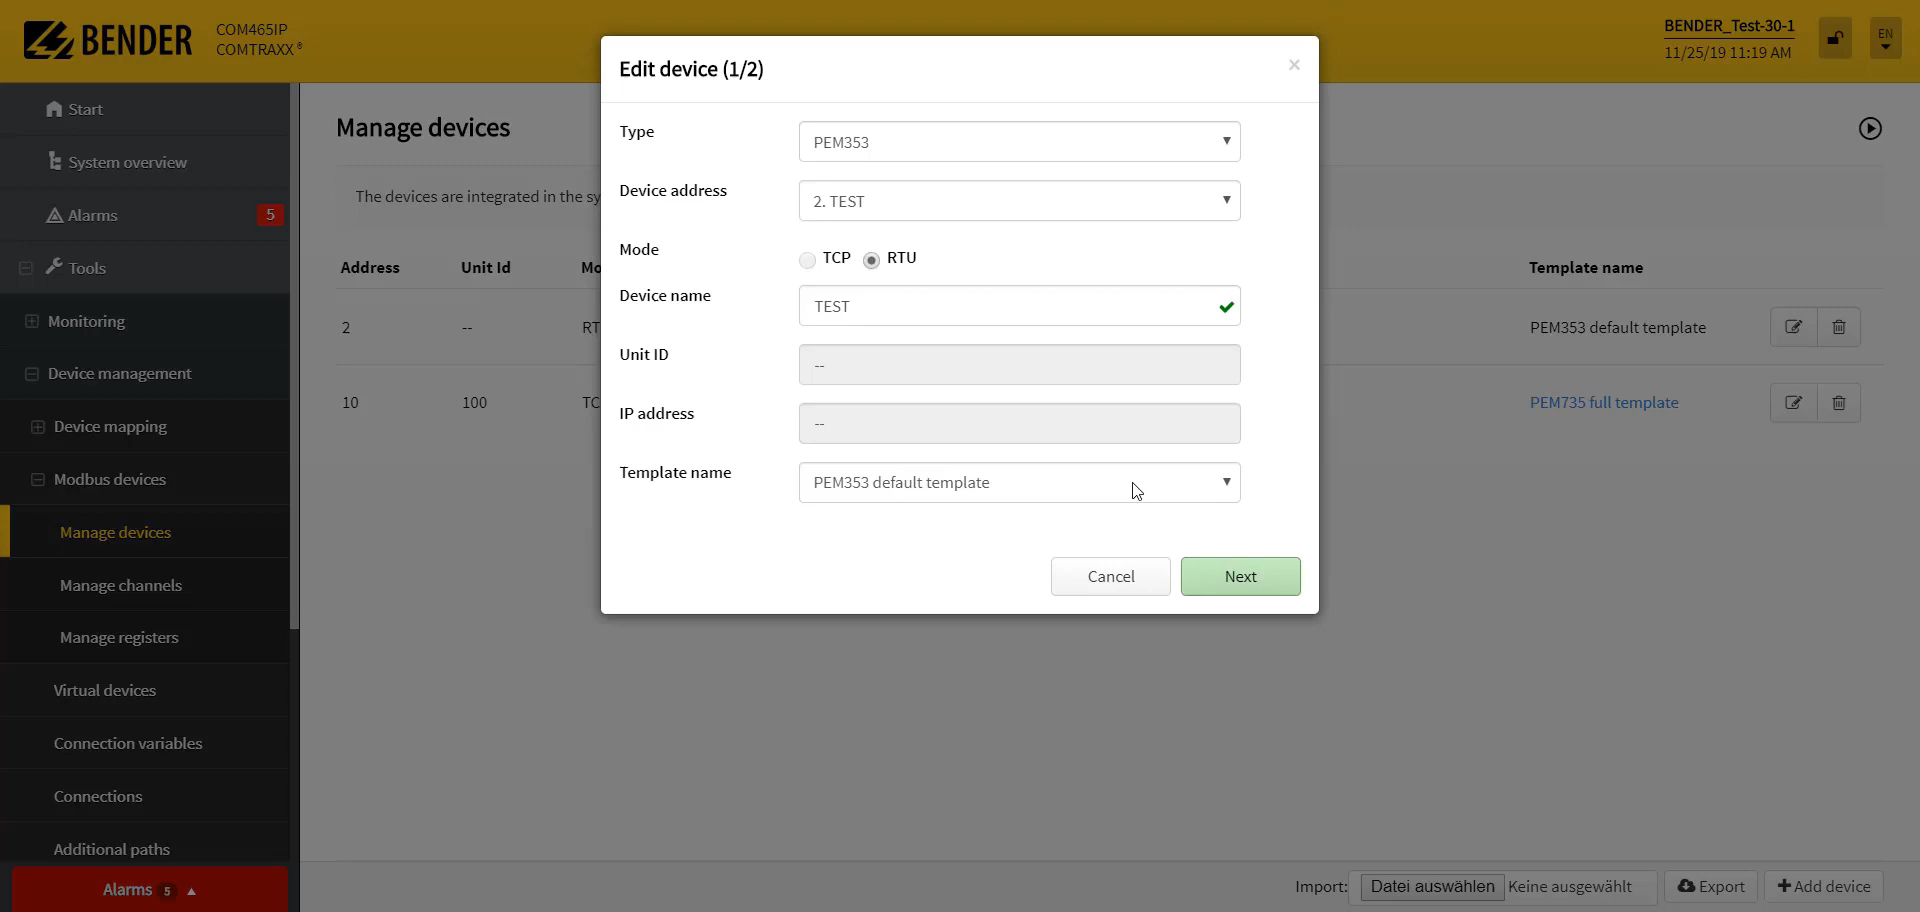 BENDER
COM465IP
COMTRAXX®
BENDER_Test-30-1
11/25/19 11:19 AM
EN
Start
System overview
Alarms 5
Tools
Monitoring
Device management
Device mapping
Modbus devices
Manage devices
Manage channels
Manage registers
Virtual devices
Connection variables
Connections
Additional paths
Alarms 5
Manage devices
The devices are integrated in the sy
Address Unit Id Mo Template name
2 -- RT PEM353 default template
10 100 TC PEM735 full template
Edit device (1/2) ×
Type PEM353
Device address 2. TEST
Mode TCP RTU
Device name TEST
Unit ID --
IP address --
Template name PEM353 default template
Cancel Next
Import: Datei auswählen Keine ausgewählt Export Add device